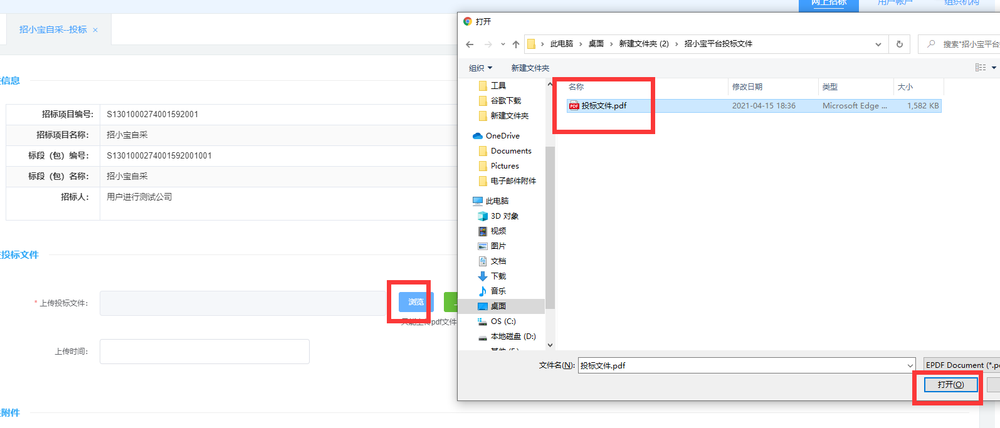 网上招标
用户帐户
组织机构
招小宝自采--投标 ×
信息
招标项目编号: S1301000274001592001
招标项目名称: 招小宝自采
标段（包）编号: S1301000274001592001001
标段（包）名称: 招小宝自采
招标人: 用户进行测试公司
投标文件
* 上传投标文件:
浏览
只能上传pdf文件
上传时间:
附件
打开
此电脑 › 桌面 › 新建文件夹 (2) › 招小宝平台投标文件
搜索"招小宝平台
组织 新建文件夹
工具
谷歌下载
新建文件夹
OneDrive
Documents
Pictures
电子邮件附件
此电脑
3D 对象
视频
图片
文档
下载
音乐
桌面
OS (C:)
本地磁盘 (D:)
名称 修改日期 类型 大小
PDF 投标文件.pdf 2021-04-15 18:36 Microsoft Edge ... 1,582 KB
文件名(N): 投标文件.pdf
EPDF Document (*.p
打开(O)